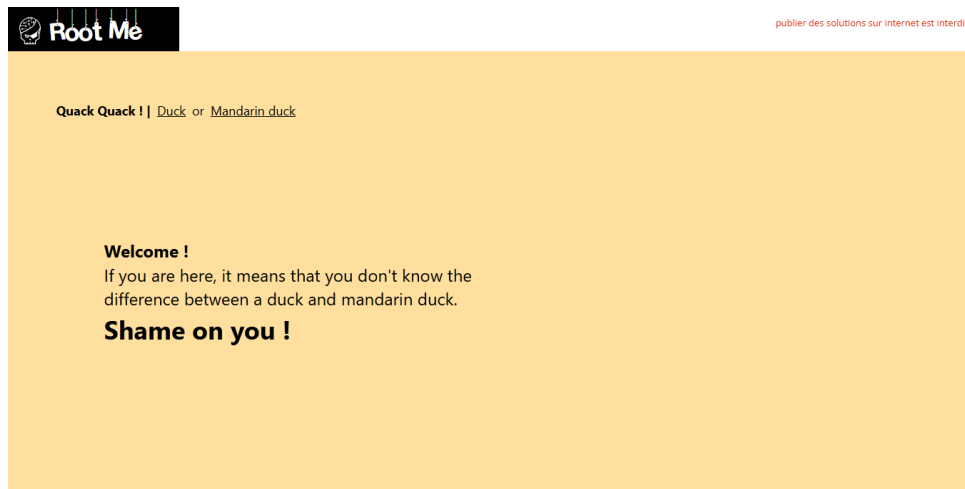 Root Me
publier des solutions sur internet est interdi
Quack Quack ! | Duck or Mandarin duck
Welcome !
If you are here, it means that you don't know the
difference between a duck and mandarin duck.
Shame on you !